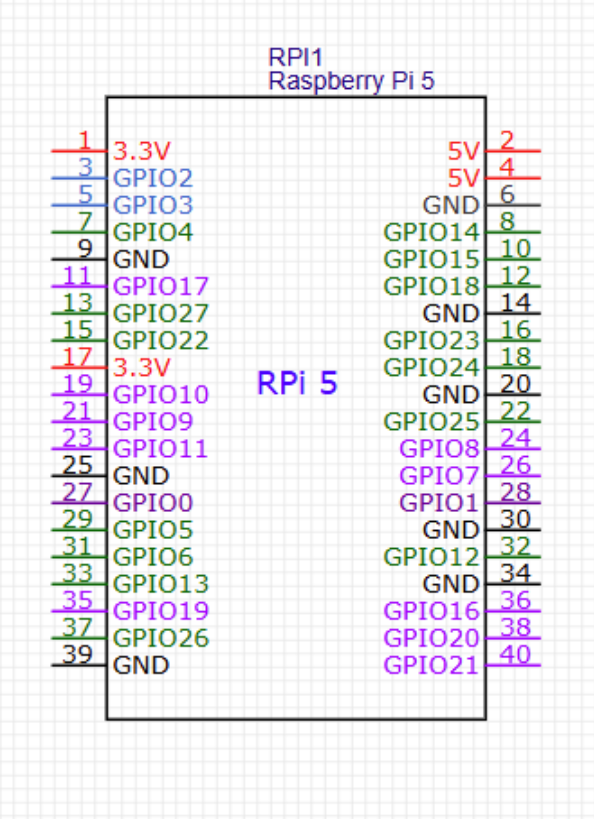 RPI1
Raspberry Pi 5
1 3.3V 5V 2
3 GPIO2 5V 4
5 GPIO3 GND 6
7 GPIO4 GPIO14 8
9 GND GPIO15 10
11 GPIO17 GPIO18 12
13 GPIO27 GND 14
15 GPIO22 GPIO23 16
17 3.3V GPIO24 18
RPi 5
19 GPIO10 GND 20
21 GPIO9 GPIO25 22
23 GPIO11 GPIO8 24
25 GND GPIO7 26
27 GPIO0 GPIO1 28
29 GPIO5 GND 30
31 GPIO6 GPIO12 32
33 GPIO13 GND 34
35 GPIO19 GPIO16 36
37 GPIO26 GPIO20 38
39 GND GPIO21 40